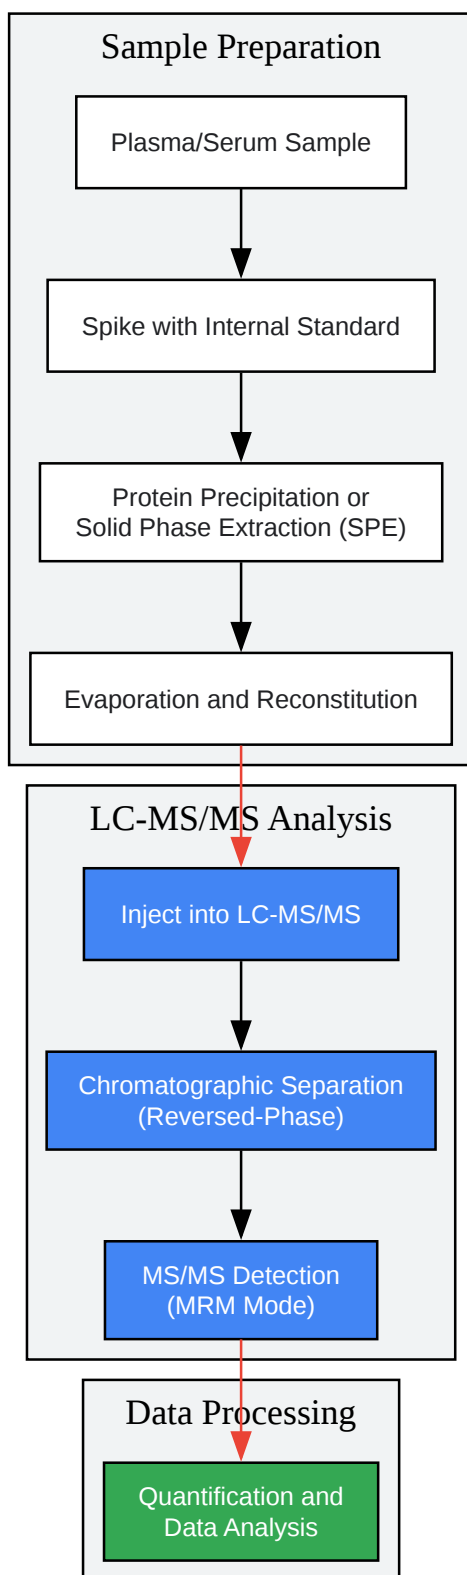 Sample Preparation
Plasma/Serum Sample
Spike with Internal Standard
Protein Precipitation or
Solid Phase Extraction (SPE)
Evaporation and Reconstitution
LC-MS/MS Analysis
Inject into LC-MS/MS
Chromatographic Separation
(Reversed-Phase)
MS/MS Detection
(MRM Mode)
Data Processing
Quantification and
Data Analysis